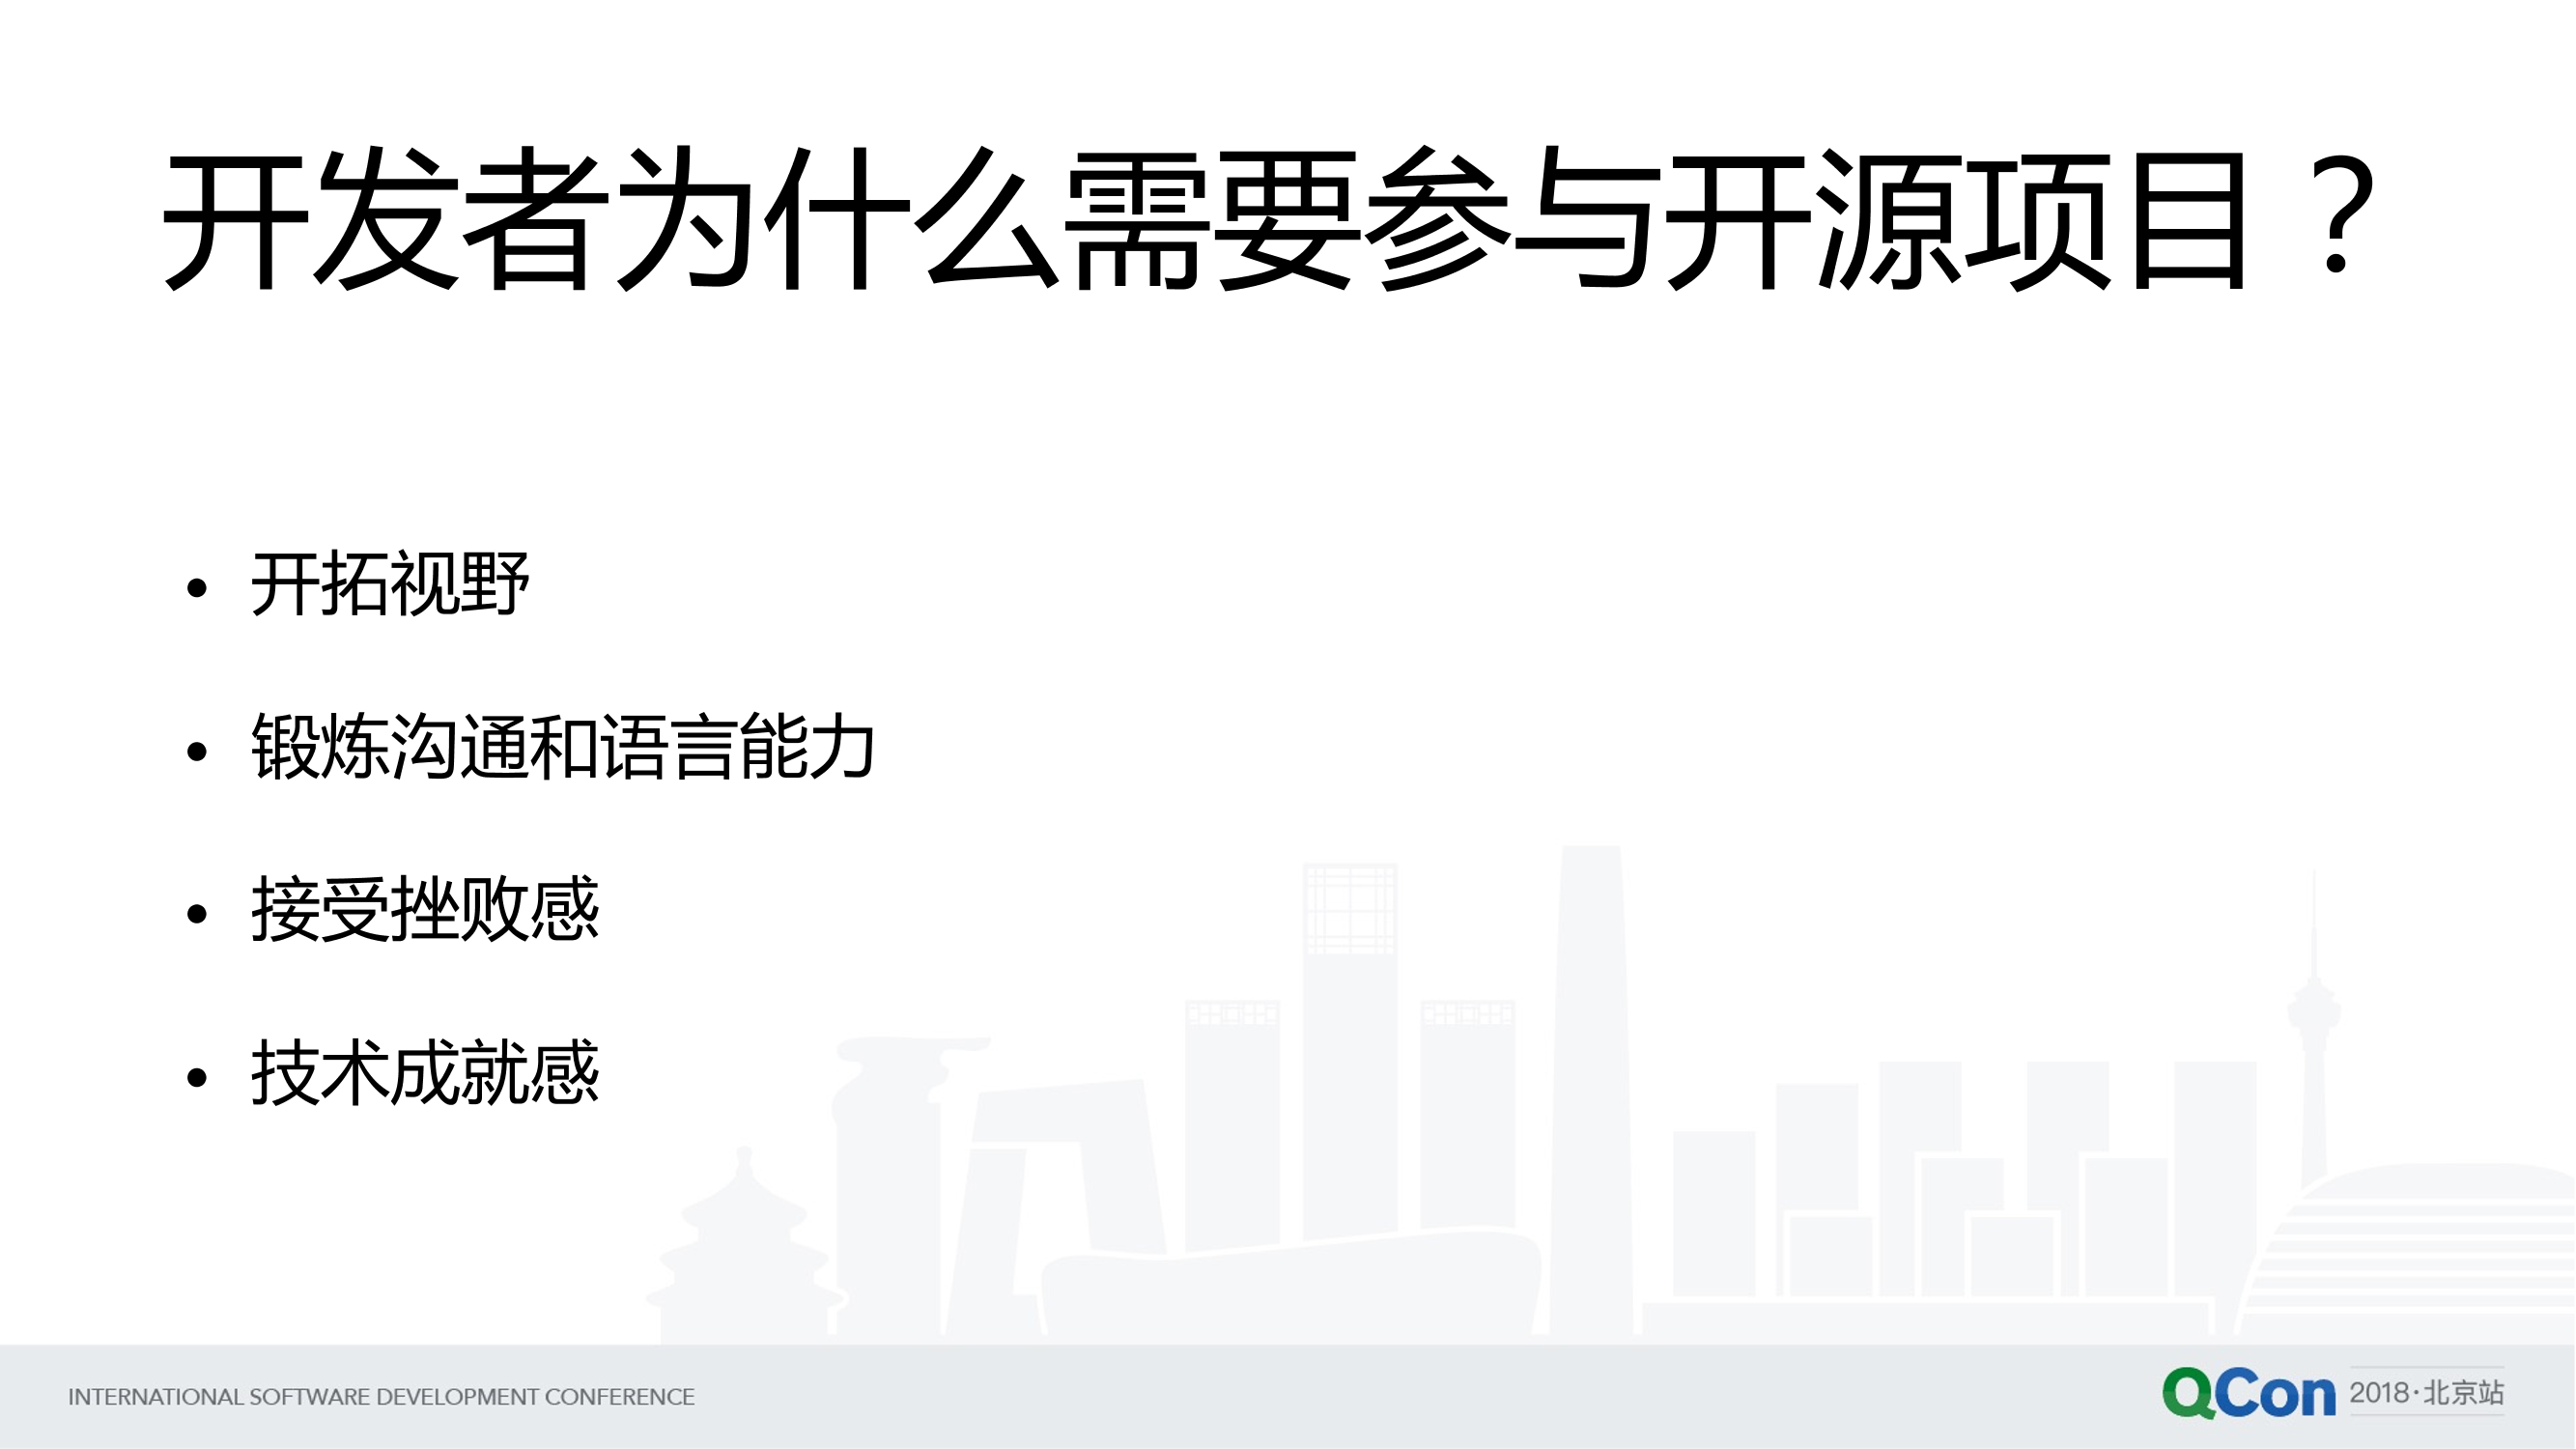 开发者为什么需要参与开源项目？
• 开拓视野
• 锻炼沟通和语言能力
• 接受挫败感
• 技术成就感
INTERNATIONAL SOFTWARE DEVELOPMENT CONFERENCE
QCon 2018·北京站